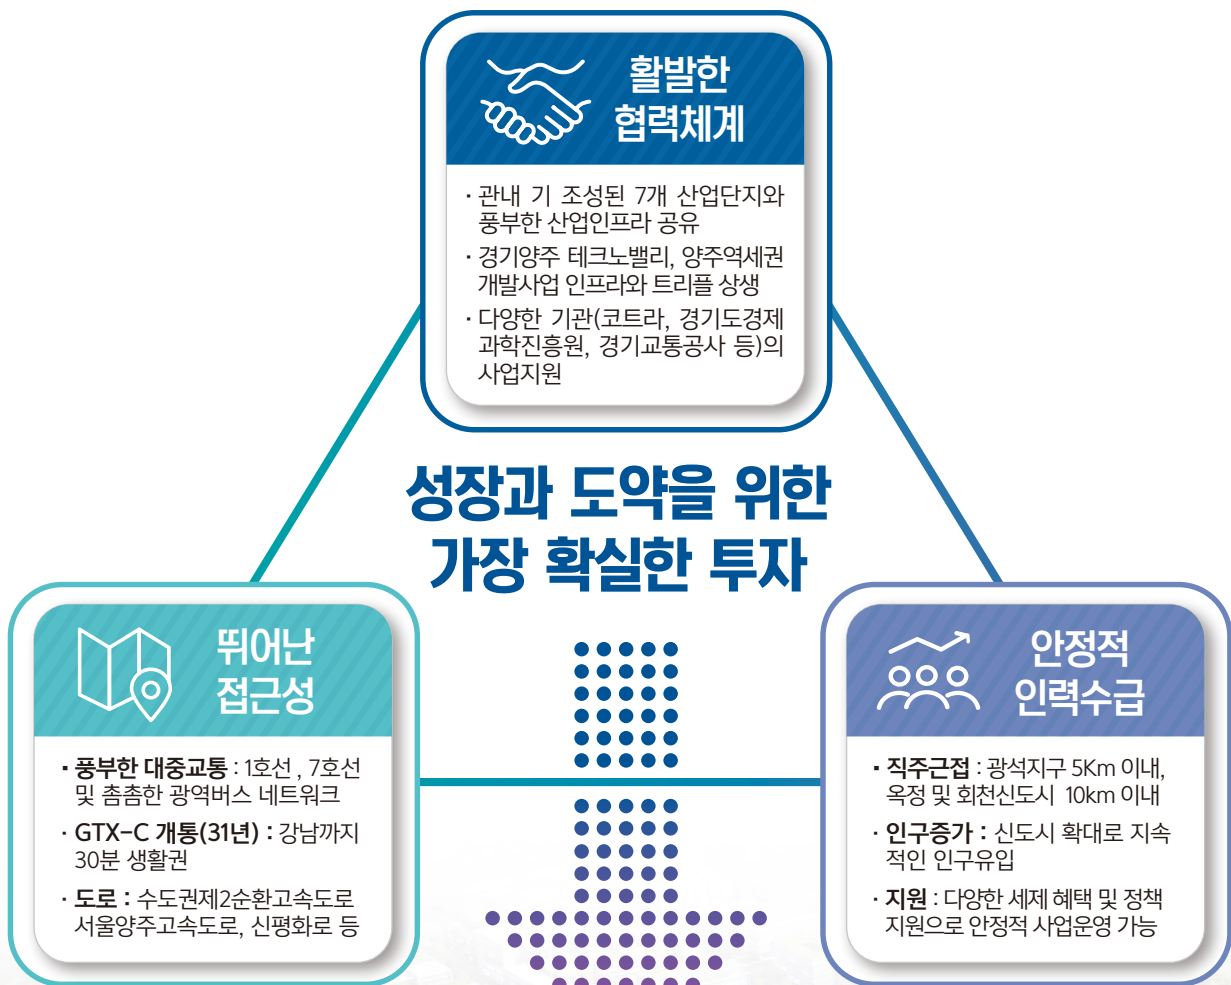 활발한
협력체계
· 관내 기 조성된 7개 산업단지와
풍부한 산업인프라 공유
· 경기양주 테크노밸리, 양주역세권
개발사업 인프라와 트리플 상생
· 다양한 기관(코트라, 경기도경제
과학진흥원, 경기교통공사 등)의
사업지원
성장과 도약을 위한
가장 확실한 투자
뛰어난
접근성
· 풍부한 대중교통 : 1호선 , 7호선
및 촘촘한 광역버스 네트워크
· GTX-C 개통(31년) : 강남까지
30분 생활권
· 도로 : 수도권제2순환고속도로
서울양주고속도로, 신평화로 등
안정적
인력수급
· 직주근접 : 광석지구 5Km 이내,
옥정 및 회천신도시 10km 이내
· 인구증가 : 신도시 확대로 지속
적인 인구유입
· 지원 : 다양한 세제 혜택 및 정책
지원으로 안정적 사업운영 가능